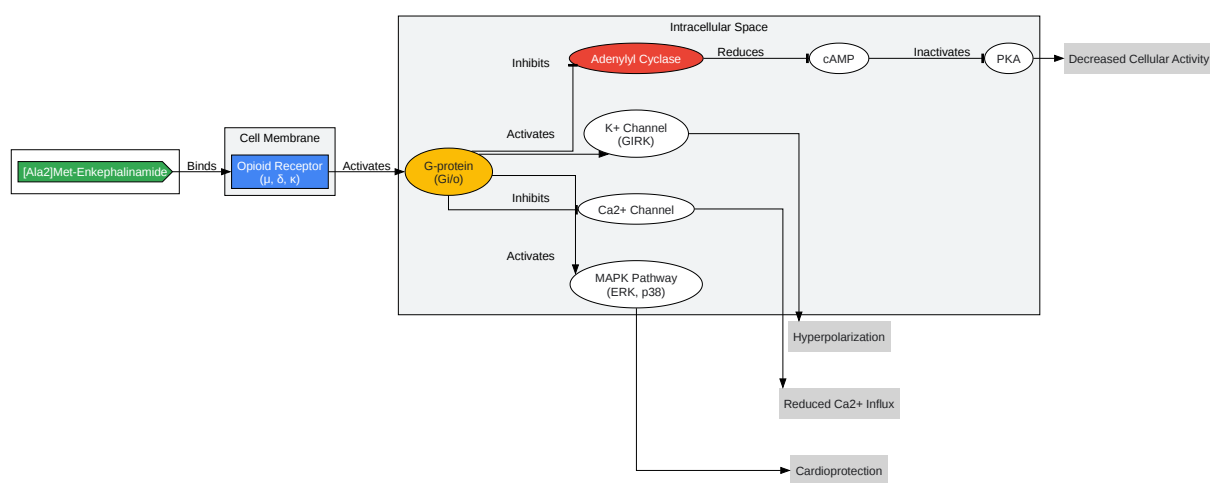 Intracellular Space
Inhibits
Adenylyl Cyclase
Reduces
cAMP
Inactivates
PKA
Decreased Cellular Activity
Activates
K+ Channel
(GIRK)
Cell Membrane
[Ala2]Met-Enkephalinamide
Binds
Opioid Receptor
(μ, δ, κ)
Activates
G-protein
(Gi/o)
Inhibits
Ca2+ Channel
Activates
MAPK Pathway
(ERK, p38)
Hyperpolarization
Reduced Ca2+ Influx
Cardioprotection